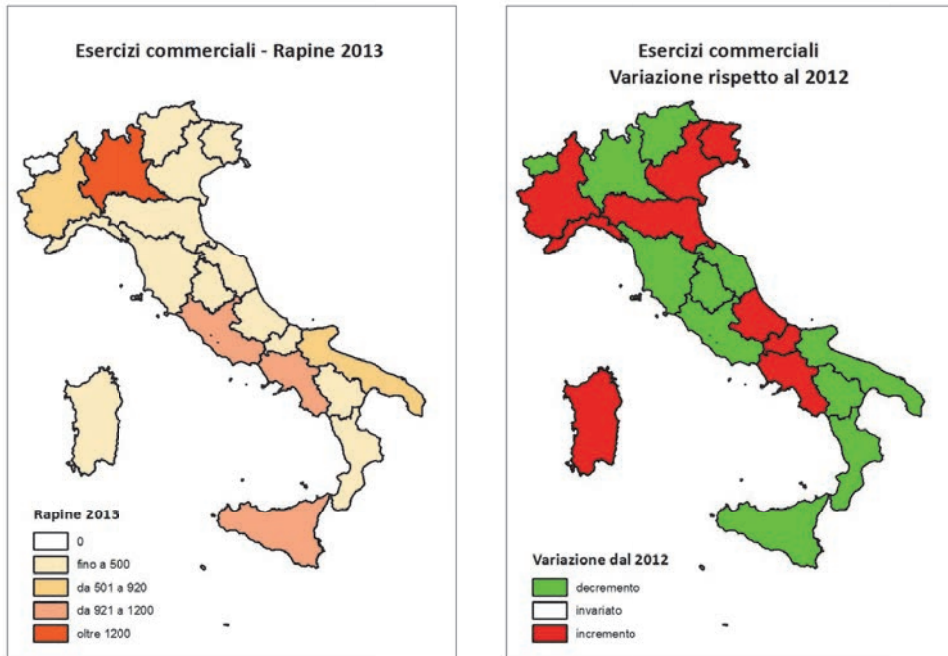 Esercizi commerciali - Rapine 2013
Rapine 2013
0
fino a 500
da 501 a 920
da 921 a 1200
oltre 1200
Esercizi commerciali
Variazione rispetto al 2012
Variazione dal 2012
decremento
invariato
incremento